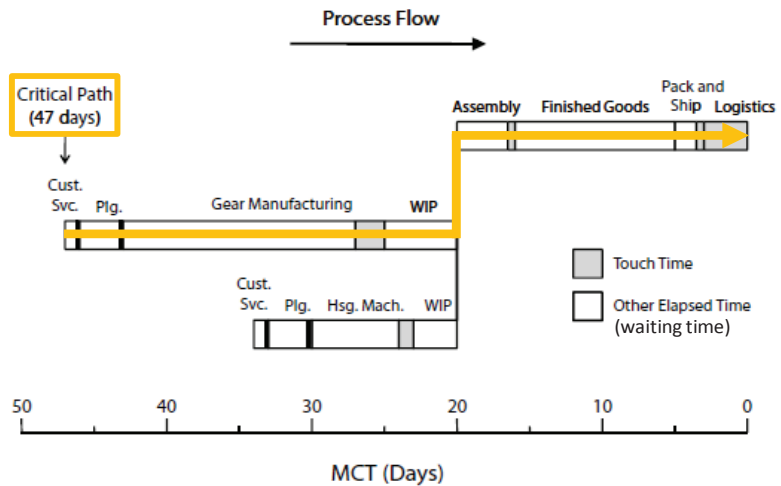 Process Flow
Critical Path
(47 days)
Pack and
Assembly Finished Goods Ship Logistics
Cust.
Svc. Plg. Gear Manufacturing WIP
Touch Time
Cust.
Svc. Plg. Hsg. Mach. WIP
Other Elapsed Time
(waiting time)
50 40 30 20 10 0
MCT (Days)